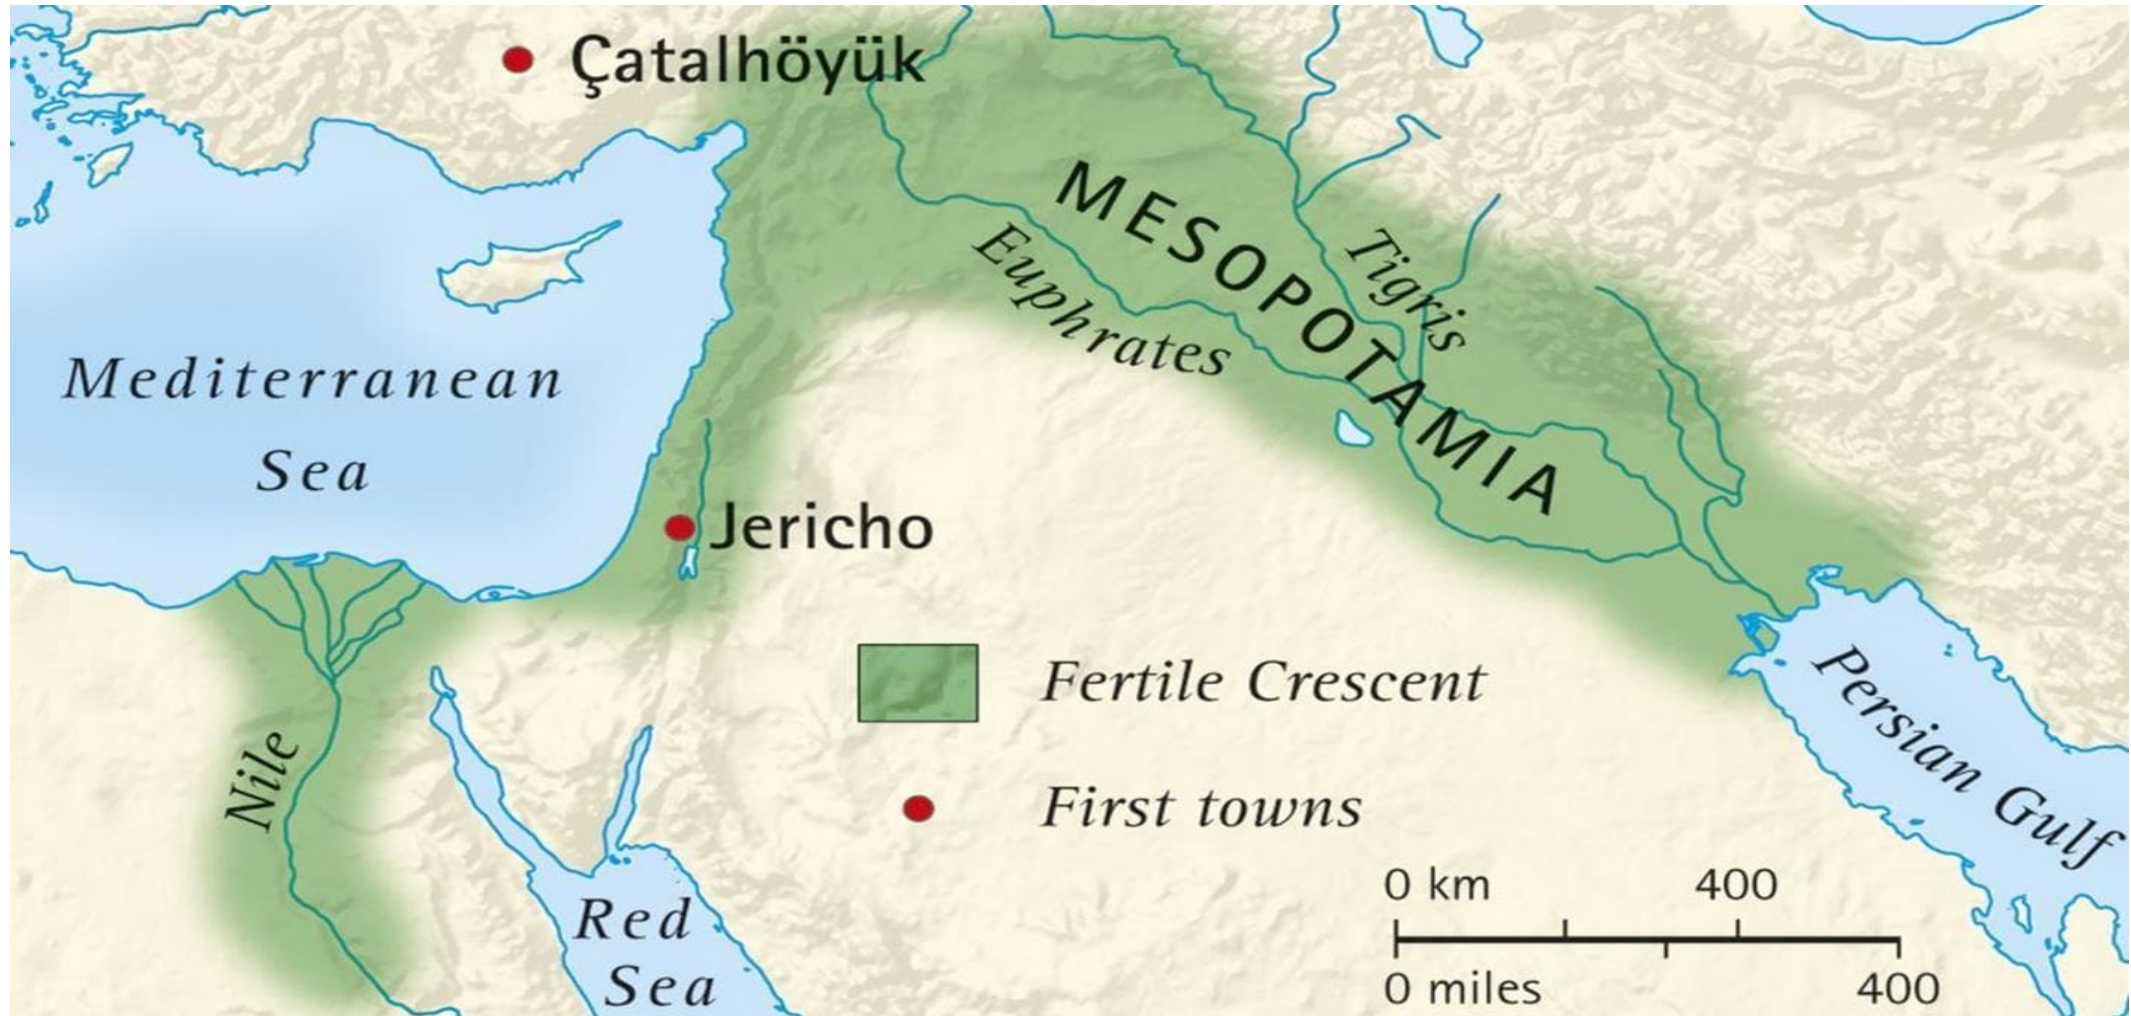 Çatalhöyük
MESOPOTAMIA
Tigris
Euphrates
Mediterranean
Sea
Jericho
Fertile Crescent
First towns
Nile
Persian Gulf
Red
Sea
0 km 400
0 miles 400